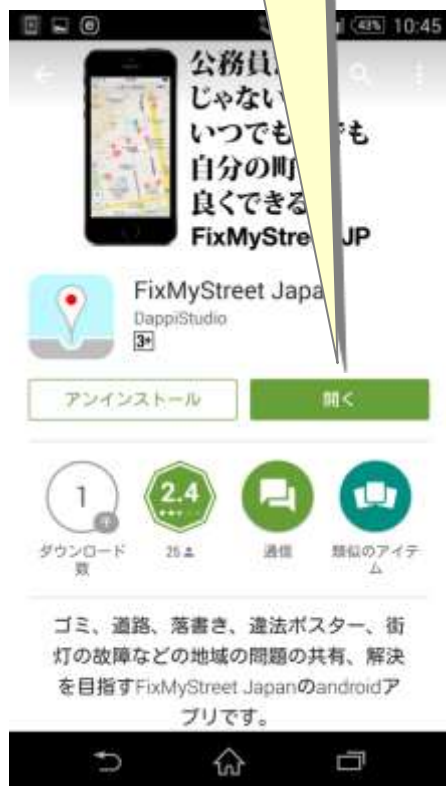 43% 10:45
公務員
じゃない
いつでも でも
自分の町
良くできる
FixMyStre JP
FixMyStreet Japa
DappiStudio
3+
アンインストール 開く
1 2.4
ダウンロード数 25 通信 類似のアイテム
ゴミ、道路、落書き、違法ポスター、街
灯の故障などの地域の問題の共有、解決
を目指すFixMyStreet Japanのandroidア
プリです。